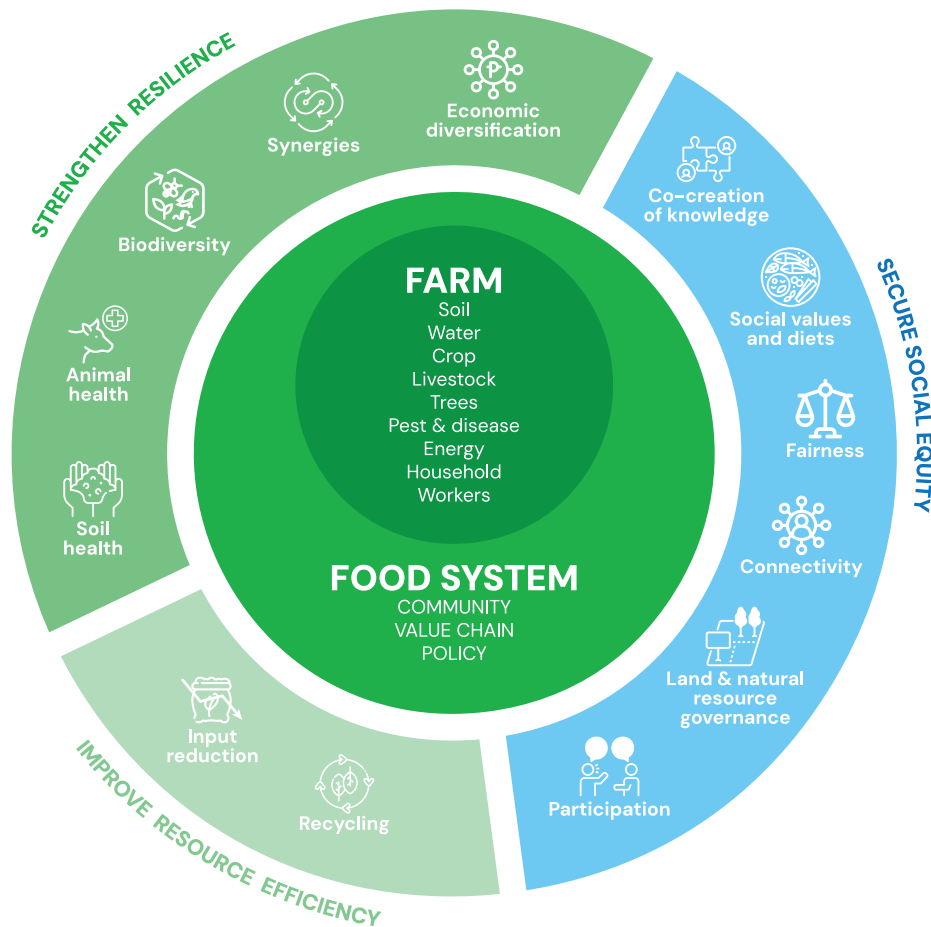 STRENGTHEN RESILIENCE
Economic
diversification
Synergies
Biodiversity
Animal
health
Soil
health
SECURE SOCIAL EQUITY
Co-creation
of knowledge
Social values
and diets
Fairness
Connectivity
Land & natural
resource
governance
Participation
IMPROVE RESOURCE EFFICIENCY
Input
reduction
Recycling
FARM
Soil
Water
Crop
Livestock
Trees
Pest & disease
Energy
Household
Workers
FOOD SYSTEM
COMMUNITY
VALUE CHAIN
POLICY
P